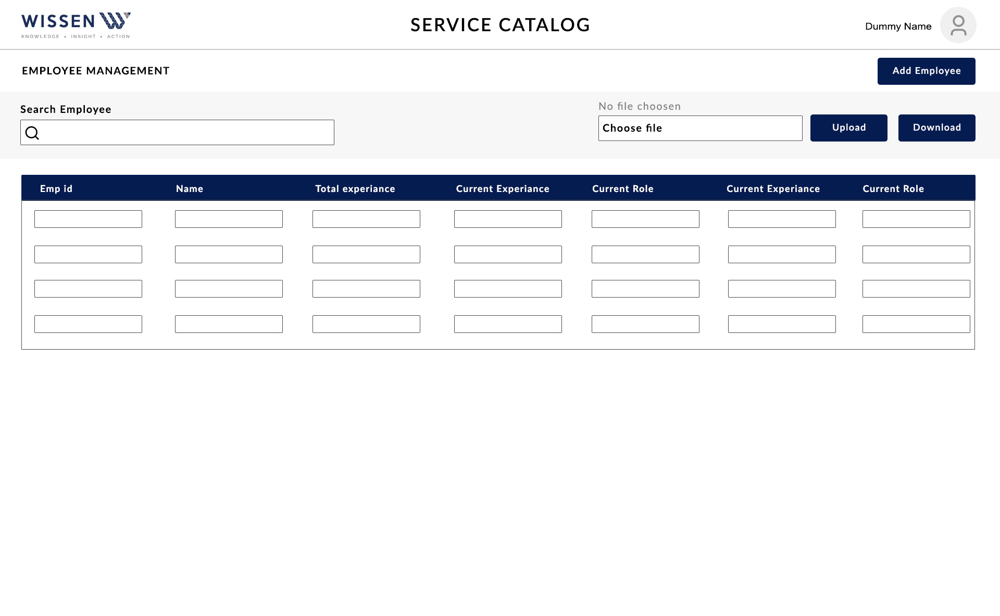 WISSEN
KNOWLEDGE • INSIGHT • ACTION
SERVICE CATALOG
Dummy Name
EMPLOYEE MANAGEMENT
Add Employee
Search Employee
No file choosen
Choose file
Upload
Download
Emp id Name Total experiance Current Experiance Current Role Current Experiance Current Role